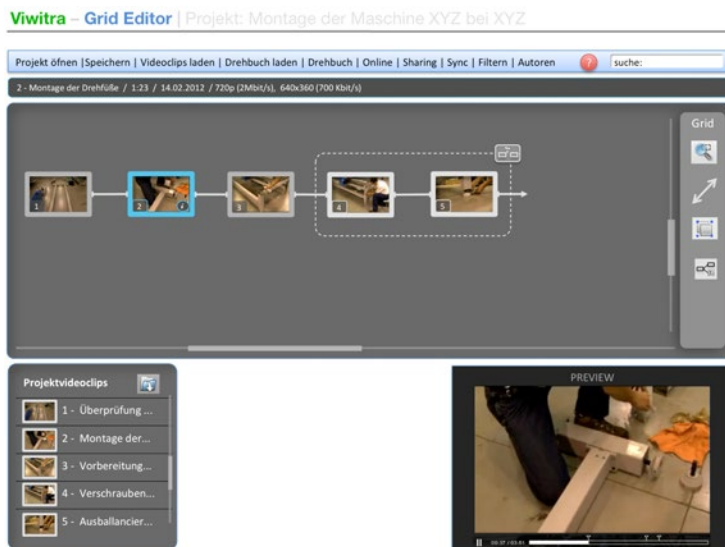 Viwitra – Grid Editor | Projekt: Montage der Maschine XYZ bei XYZ
Projekt öfnen |Speichern | Videoclips laden | Drehbuch laden | Drehbuch | Online | Sharing | Sync | Filtern | Autoren ? suche:
2 - Montage der Drehfüße / 1:23 / 14.02.2012 / 720p (2Mbit/s), 640x360 (700 Kbit/s)
Grid
1 2 3 4 5
Projektvideoclips
PREVIEW
1 - Überprüfung ...
2 - Montage der...
3 - Vorbereitung...
4 - Verschrauben...
5 - Ausballancier...